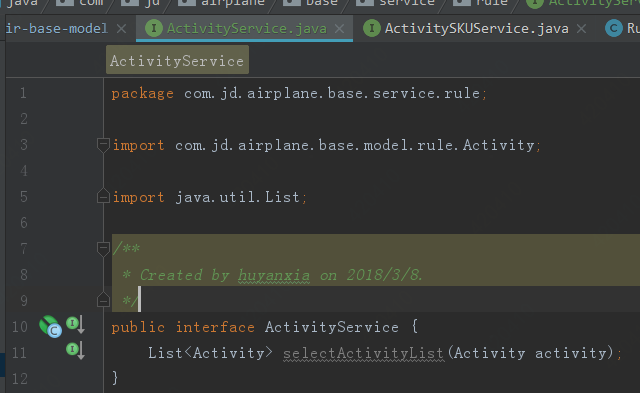 java com jd airplane base service rule ActivityServ
ir-base-model ActivityService.java ActivitySKUService.java Ru
ActivityService
1 package com.jd.airplane.base.service.rule;
2
3 import com.jd.airplane.base.model.rule.Activity;
4
5 import java.util.List;
6
7 /**
8 * Created by huyanxia on 2018/3/8.
9 */
10 public interface ActivityService {
11 List<Activity> selectActivityList(Activity activity);
12 }